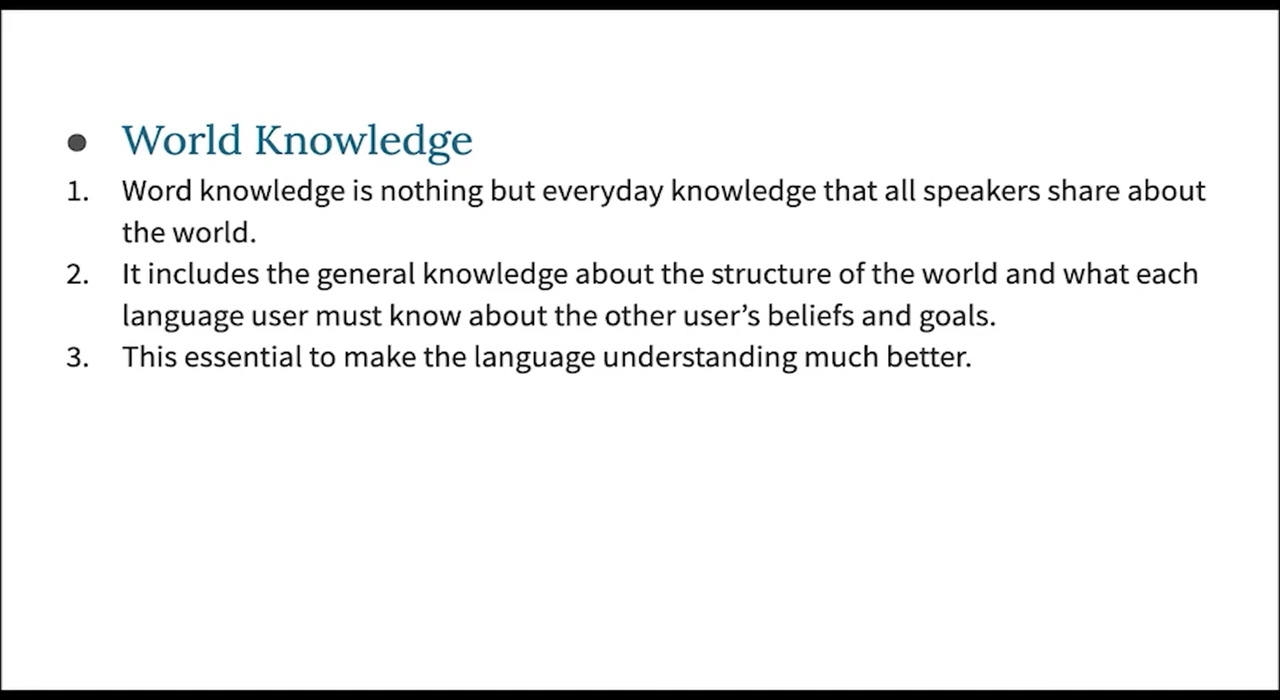 ● World Knowledge
1. Word knowledge is nothing but everyday knowledge that all speakers share about
the world.
2. It includes the general knowledge about the structure of the world and what each
language user must know about the other user’s beliefs and goals.
3. This essential to make the language understanding much better.